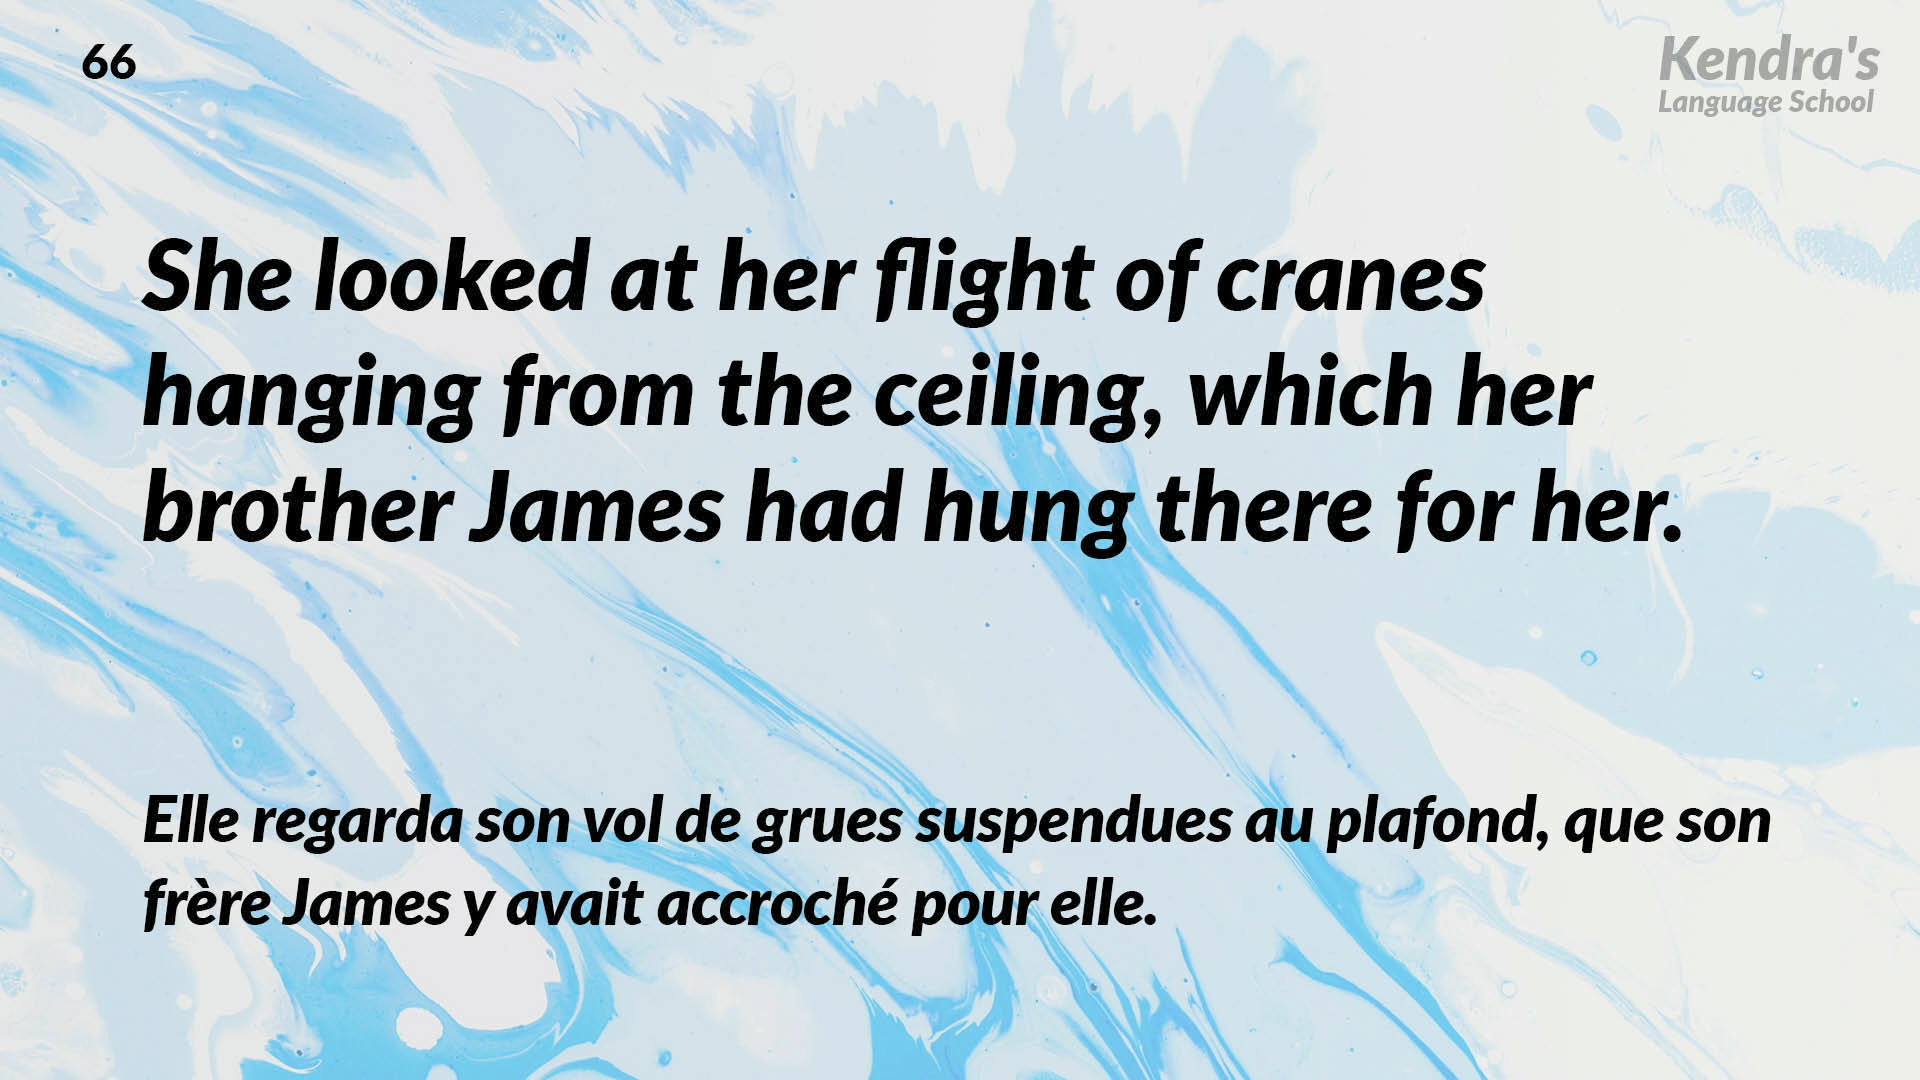 66
Kendra's
Language School
She looked at her flight of cranes
hanging from the ceiling, which her
brother James had hung there for her.
Elle regarda son vol de grues suspendues au plafond, que son
frère James y avait accroché pour elle.